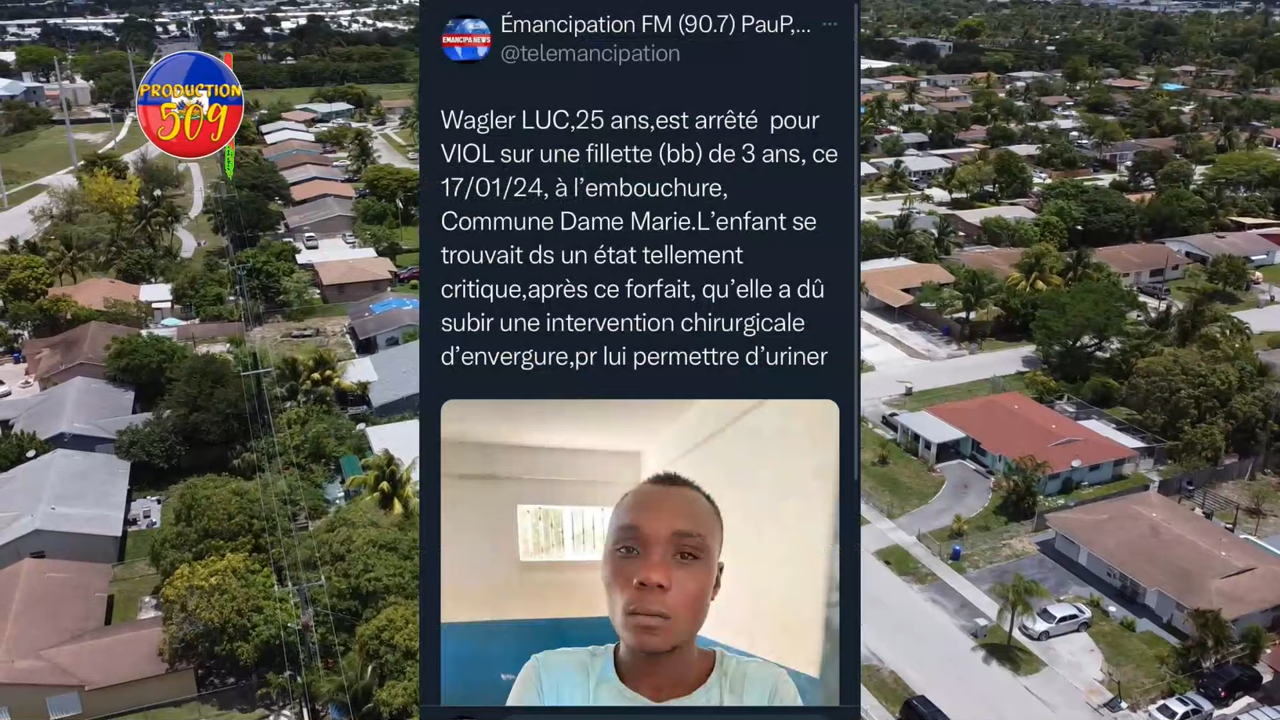 PRODUCTION
509
EMANCIPA NEWS
Émancipation FM (90.7) PauP,...
@telemancipation
Wagler LUC,25 ans,est arrêté pour
VIOL sur une fillette (bb) de 3 ans, ce
17/01/24, à l’embouchure,
Commune Dame Marie.L’enfant se
trouvait ds un état tellement
critique,après ce forfait, qu’elle a dû
subir une intervention chirurgicale
d’envergure,pr lui permettre d’uriner